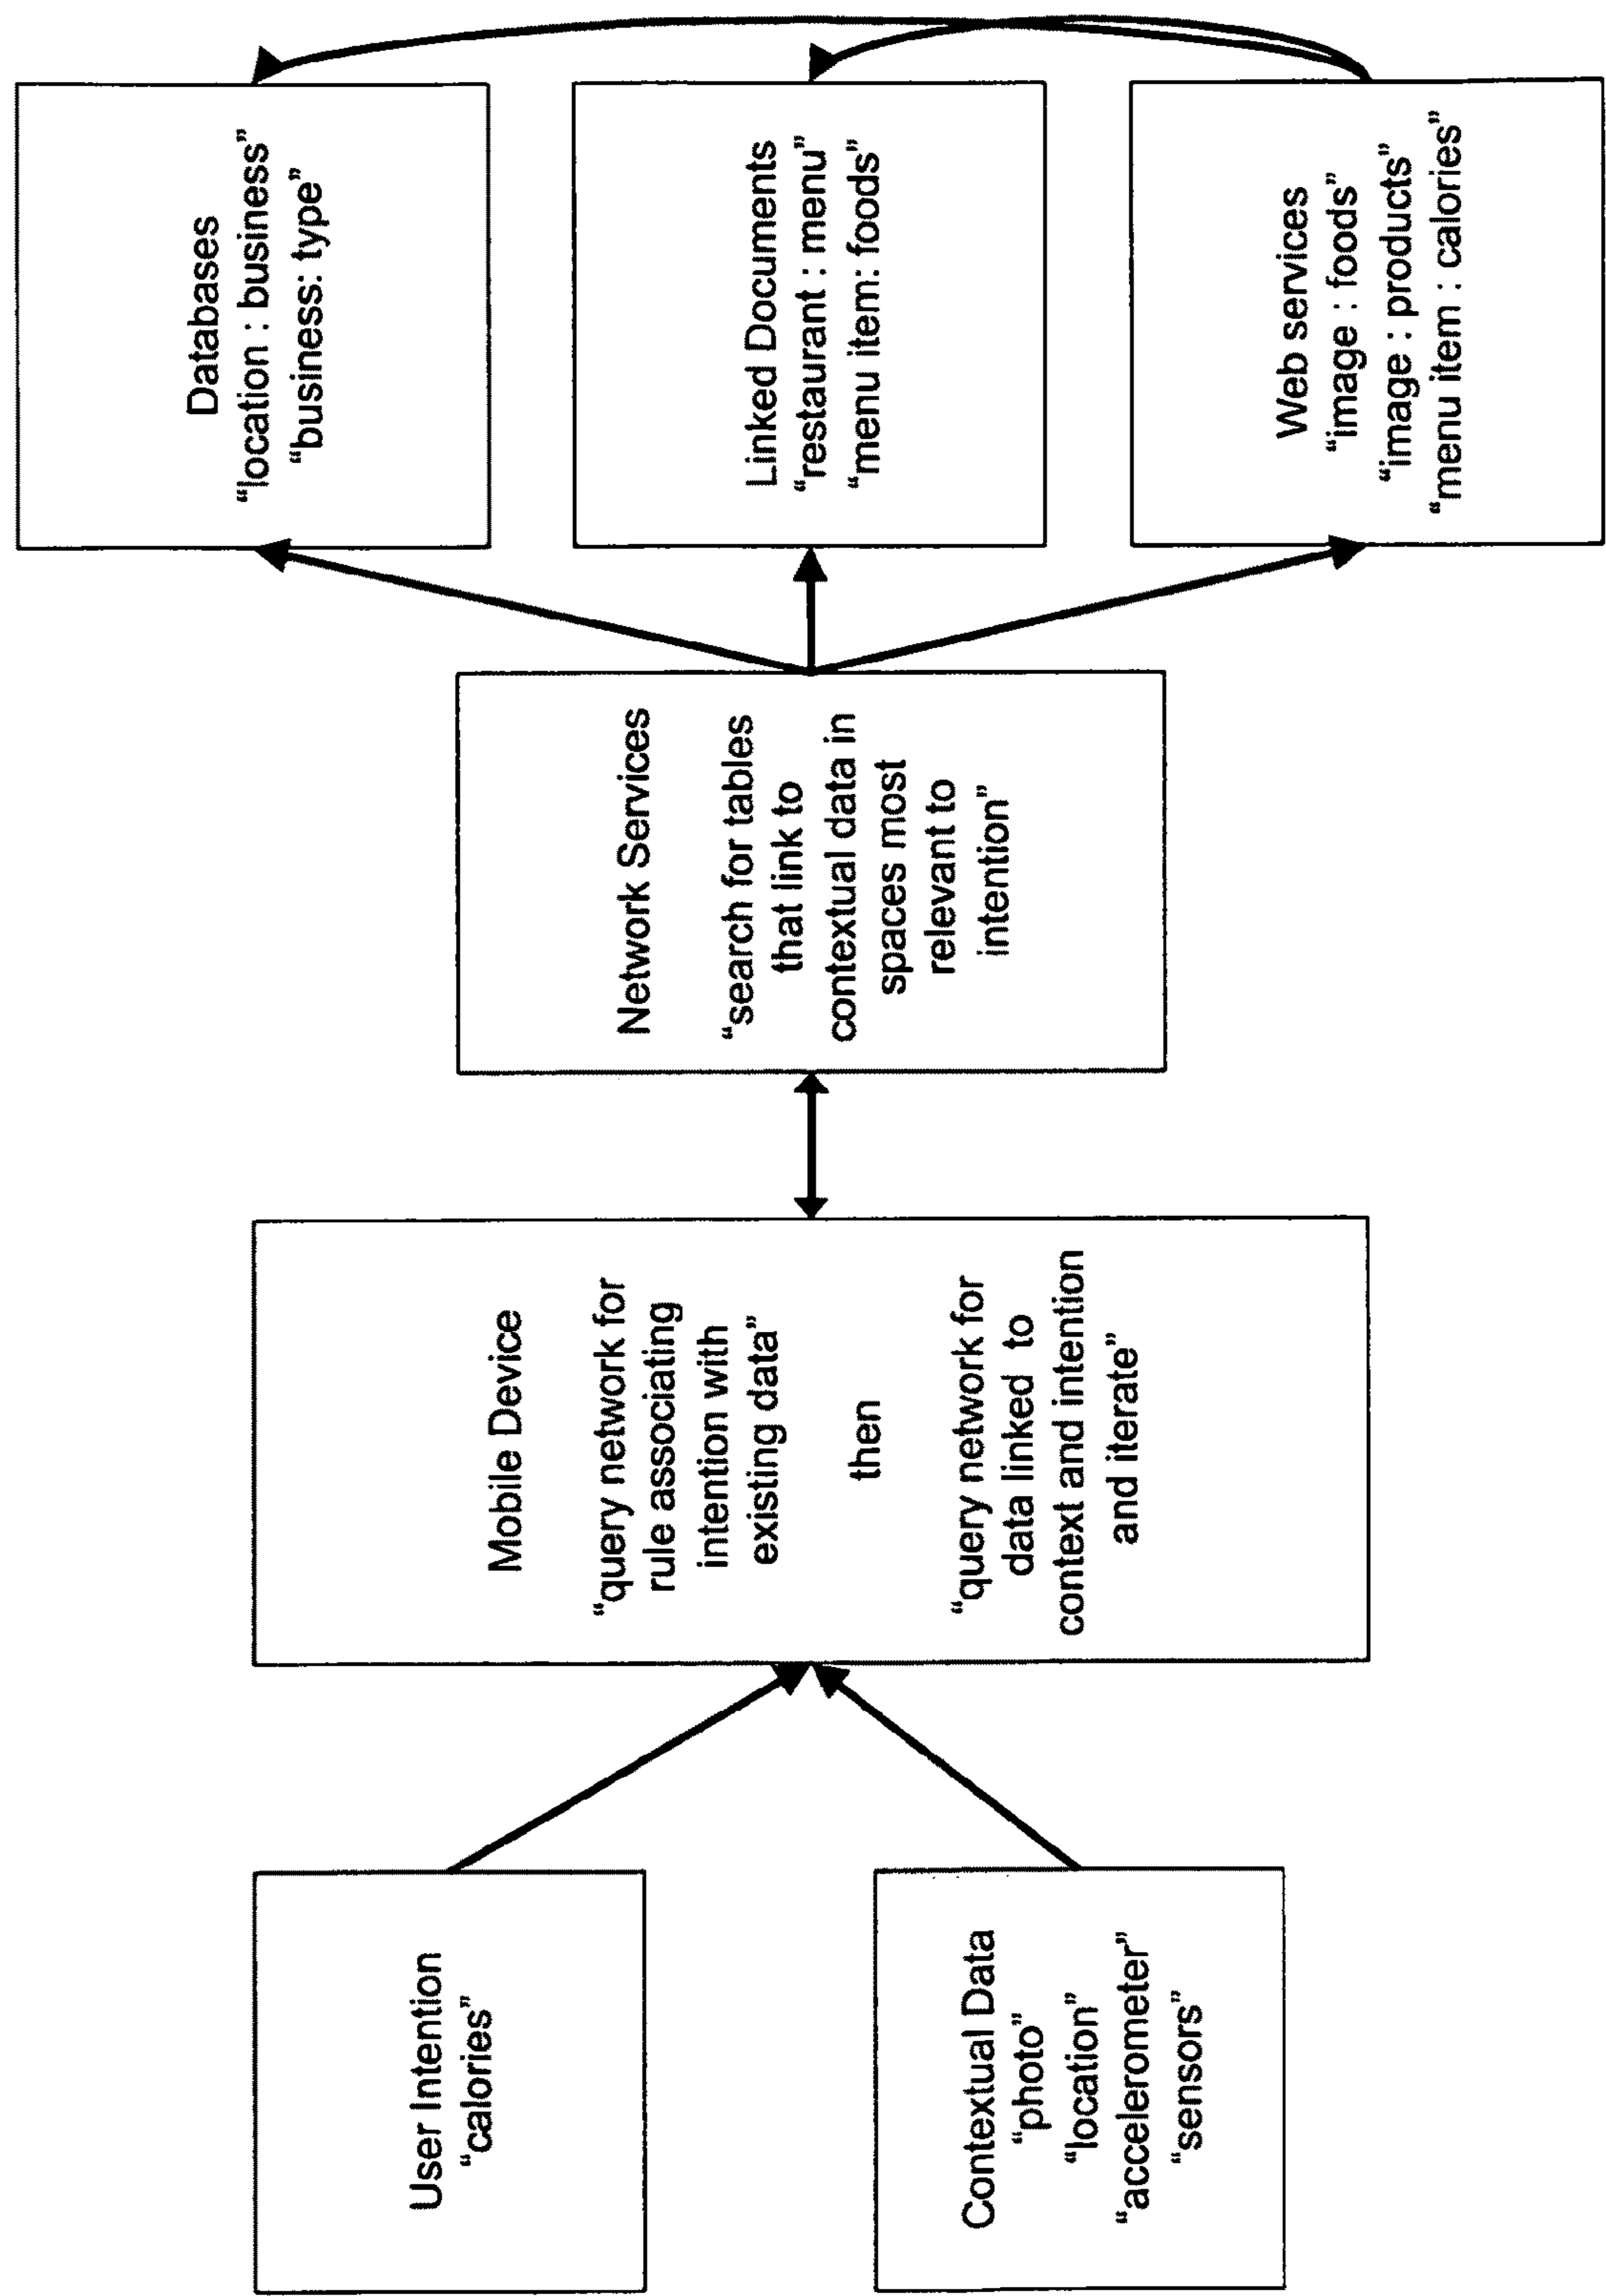 User Intention
“calories”
Contextual Data
“photo”
“location”
“accelerometer”
“sensors”
Mobile Device
“query network for
rule associating
intention with
existing data”
then
“query network for
data linked to
context and intention
and iterate”
Network Services
“search for tables
that link to
contextual data in
spaces most
relevant to
intention”
Databases
“location : business”
“business: type”
Linked Documents
“restaurant : menu”
“menu item: foods”
Web services
“image : foods”
“image : products”
“menu item : calories”